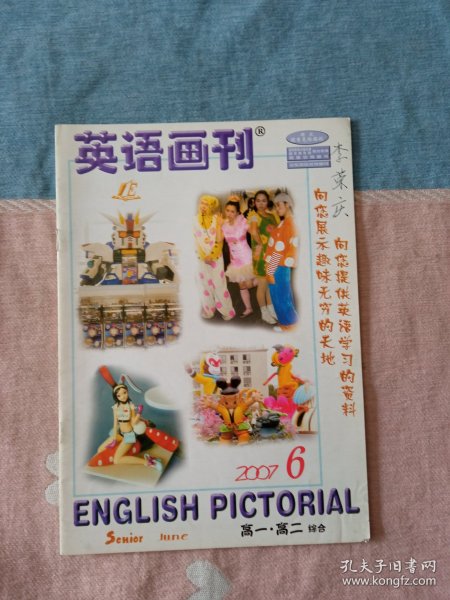 英语画刊®
李荣庆
向您提供英语学习的资料
向您展示趣味无穷的天地
2007 6
ENGLISH PICTORIAL
高一·高二 综合
Senior June
孔夫子旧书网
www.kongfz.com